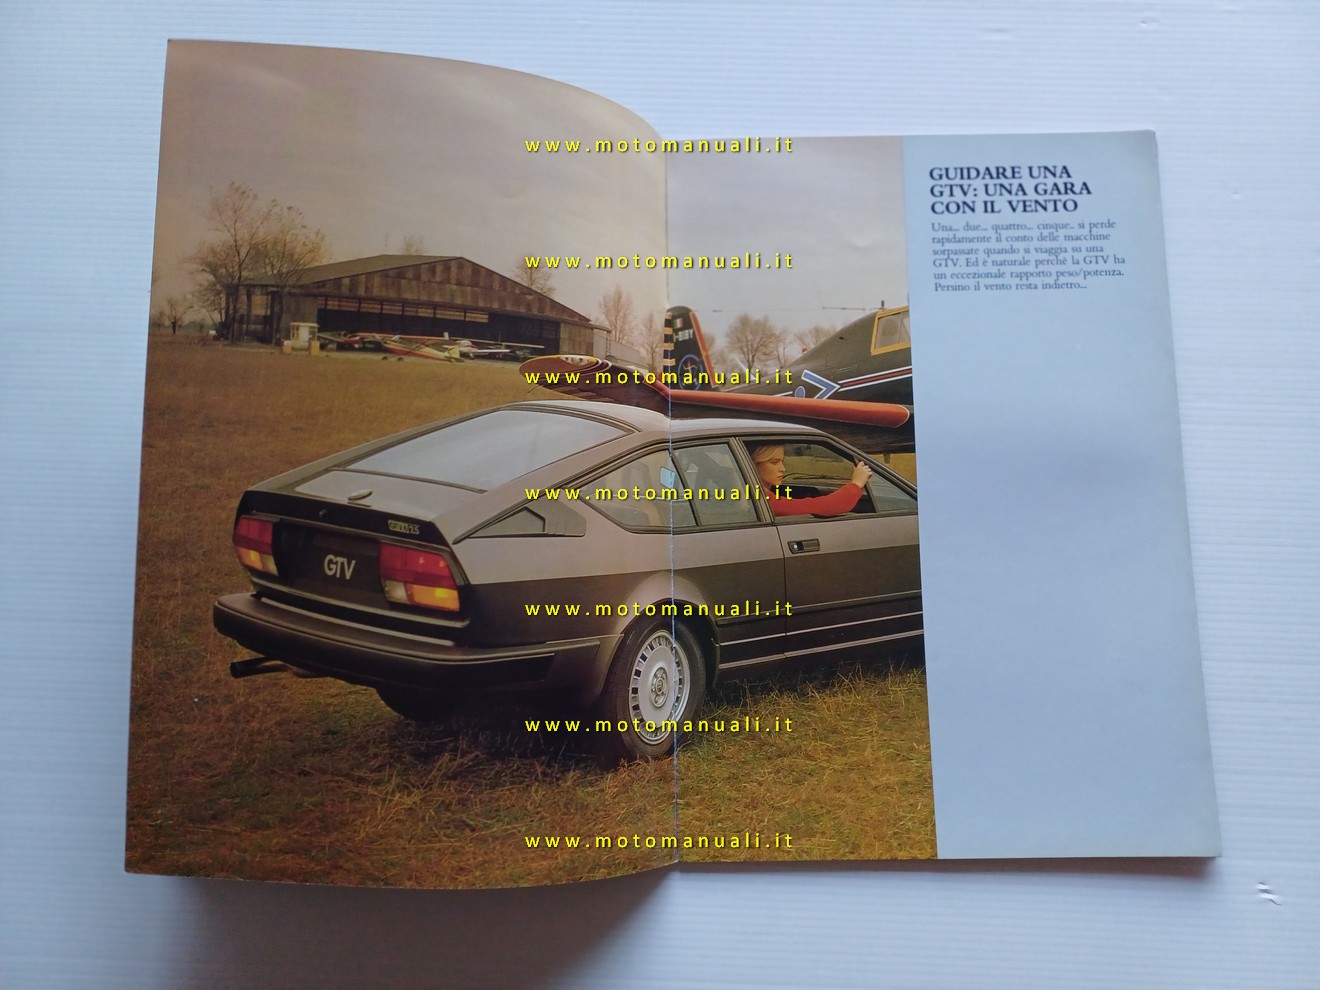 www.motomanuali.it
GUIDARE UNA
GTV: UNA GARA
CON IL VENTO
Una... due... quattro... cinque... si perde
rapidamente il conto delle macchine
sorpassate quando si viaggia su una
GTV. Ed è naturale perchè la GTV ha
un eccezionale rapporto peso/potenza.
Persino il vento resta indietro...
www.motomanuali.it
I-EIBY
www.motomanuali.it
www.motomanuali.it
GTV
www.motomanuali.it
www.motomanuali.it
www.motomanuali.it